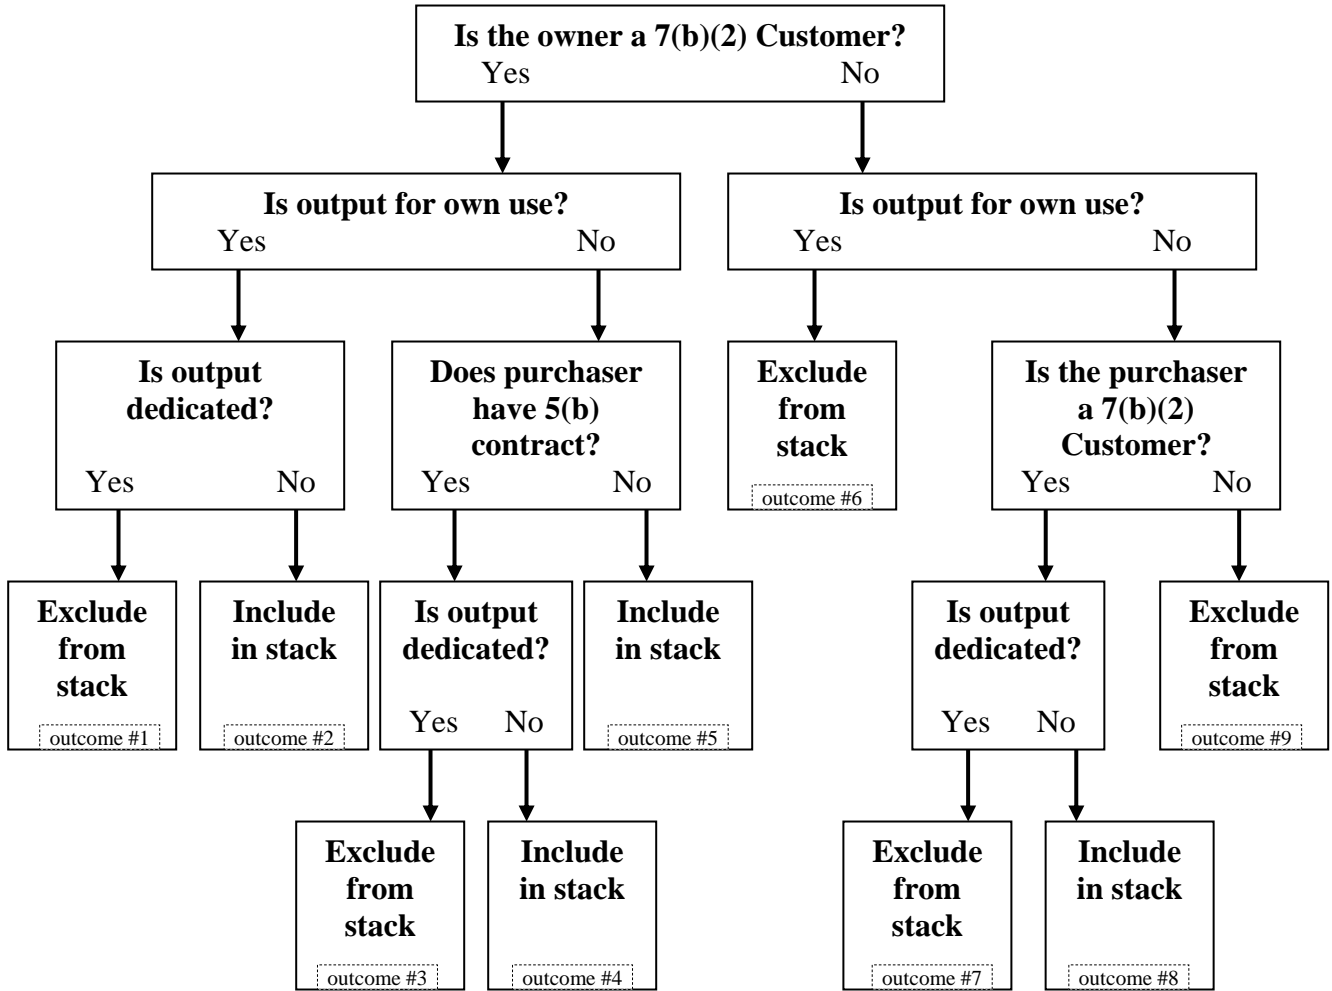 Is the owner a 7(b)(2) Customer?
Yes No
Is output for own use?
Yes No
Is output for own use?
Yes No
Is output
dedicated?
Yes No
Does purchaser
have 5(b)
contract?
Yes No
Exclude
from
stack
outcome #6
Is the purchaser
a 7(b)(2)
Customer?
Yes No
Exclude
from
stack
outcome #1
Include
in stack
outcome #2
Is output
dedicated?
Yes No
Include
in stack
outcome #5
Is output
dedicated?
Yes No
Exclude
from
stack
outcome #9
Exclude
from
stack
outcome #3
Include
in stack
outcome #4
Exclude
from
stack
outcome #7
Include
in stack
outcome #8